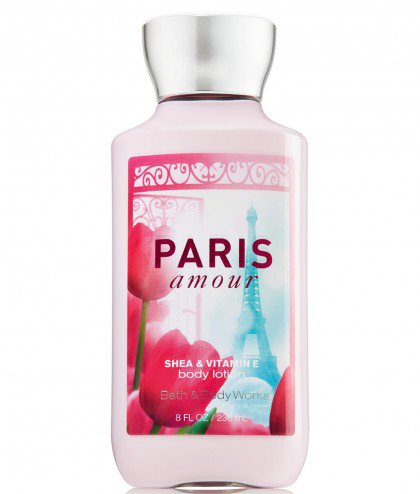 PARIS
amour
SHEA & VITAMIN E
body lotion
Bath & Body Works
8 FL OZ / 236 mL